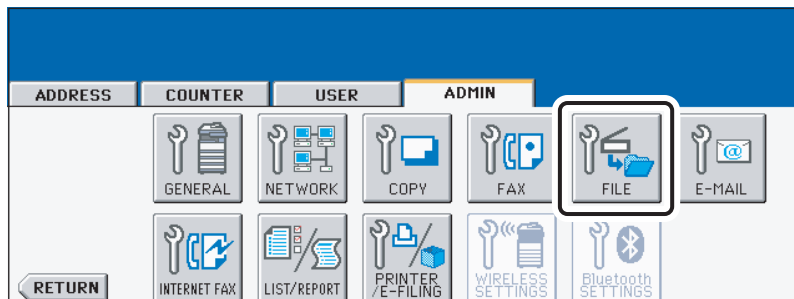 ADDRESS COUNTER USER ADMIN
GENERAL NETWORK COPY FAX FILE E-MAIL
@
INTERNET FAX LIST/REPORT PRINTER
/E-FILING WIRELESS
SETTINGS Bluetooth
SETTINGS
RETURN